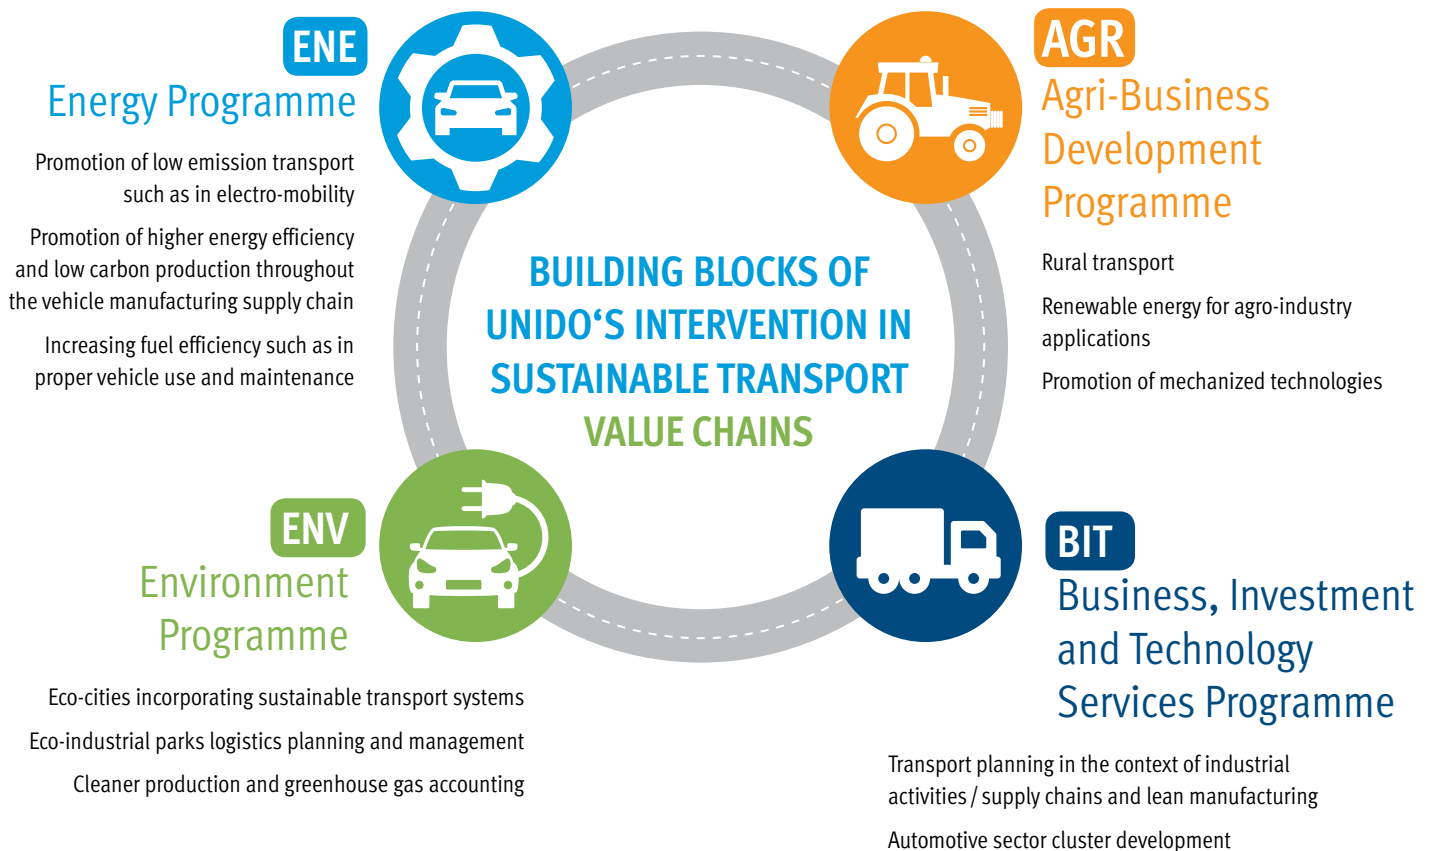 ENE
Energy Programme
Promotion of low emission transport
such as in electro-mobility
Promotion of higher energy efficiency
and low carbon production throughout
the vehicle manufacturing supply chain
Increasing fuel efficiency such as in
proper vehicle use and maintenance
AGR
Agri-Business
Development
Programme
Rural transport
Renewable energy for agro-industry
applications
Promotion of mechanized technologies
BUILDING BLOCKS OF
UNIDO‘S INTERVENTION IN
SUSTAINABLE TRANSPORT
VALUE CHAINS
ENV
Environment
Programme
Eco-cities incorporating sustainable transport systems
Eco-industrial parks logistics planning and management
Cleaner production and greenhouse gas accounting
BIT
Business, Investment
and Technology
Services Programme
Transport planning in the context of industrial
activities / supply chains and lean manufacturing
Automotive sector cluster development